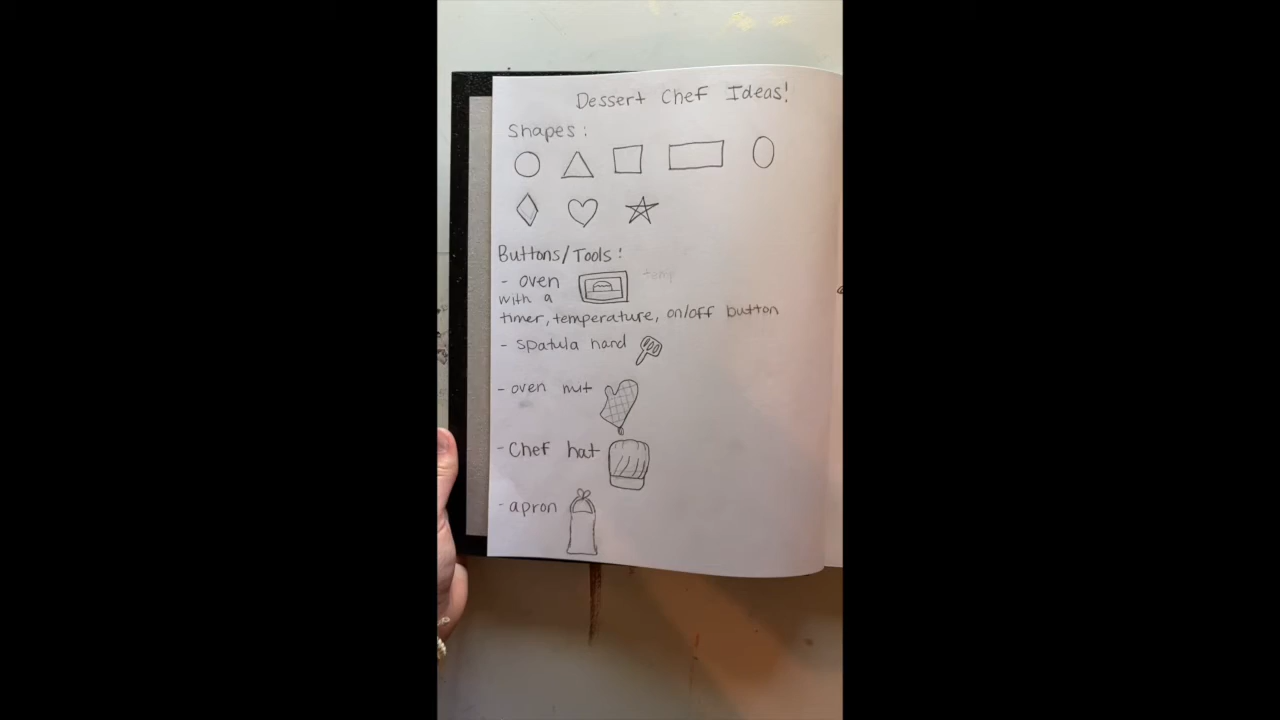 Dessert Chef Ideas!
Shapes:
Buttons/Tools:
- oven
with a
timer, temperature, on/off button
- spatula hand
- oven mit
- Chef hat
- apron